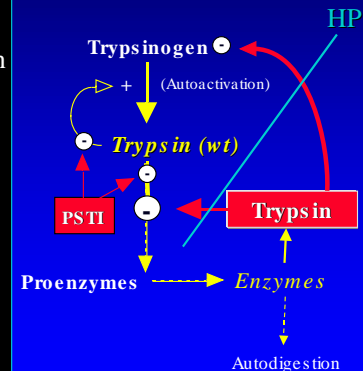 HP
n
Trypsinogen -
+ (Autoactivation)
- Trypsin (wt)
-
PSTI - Trypsin
Proenzymes Enzymes
Autodigestion